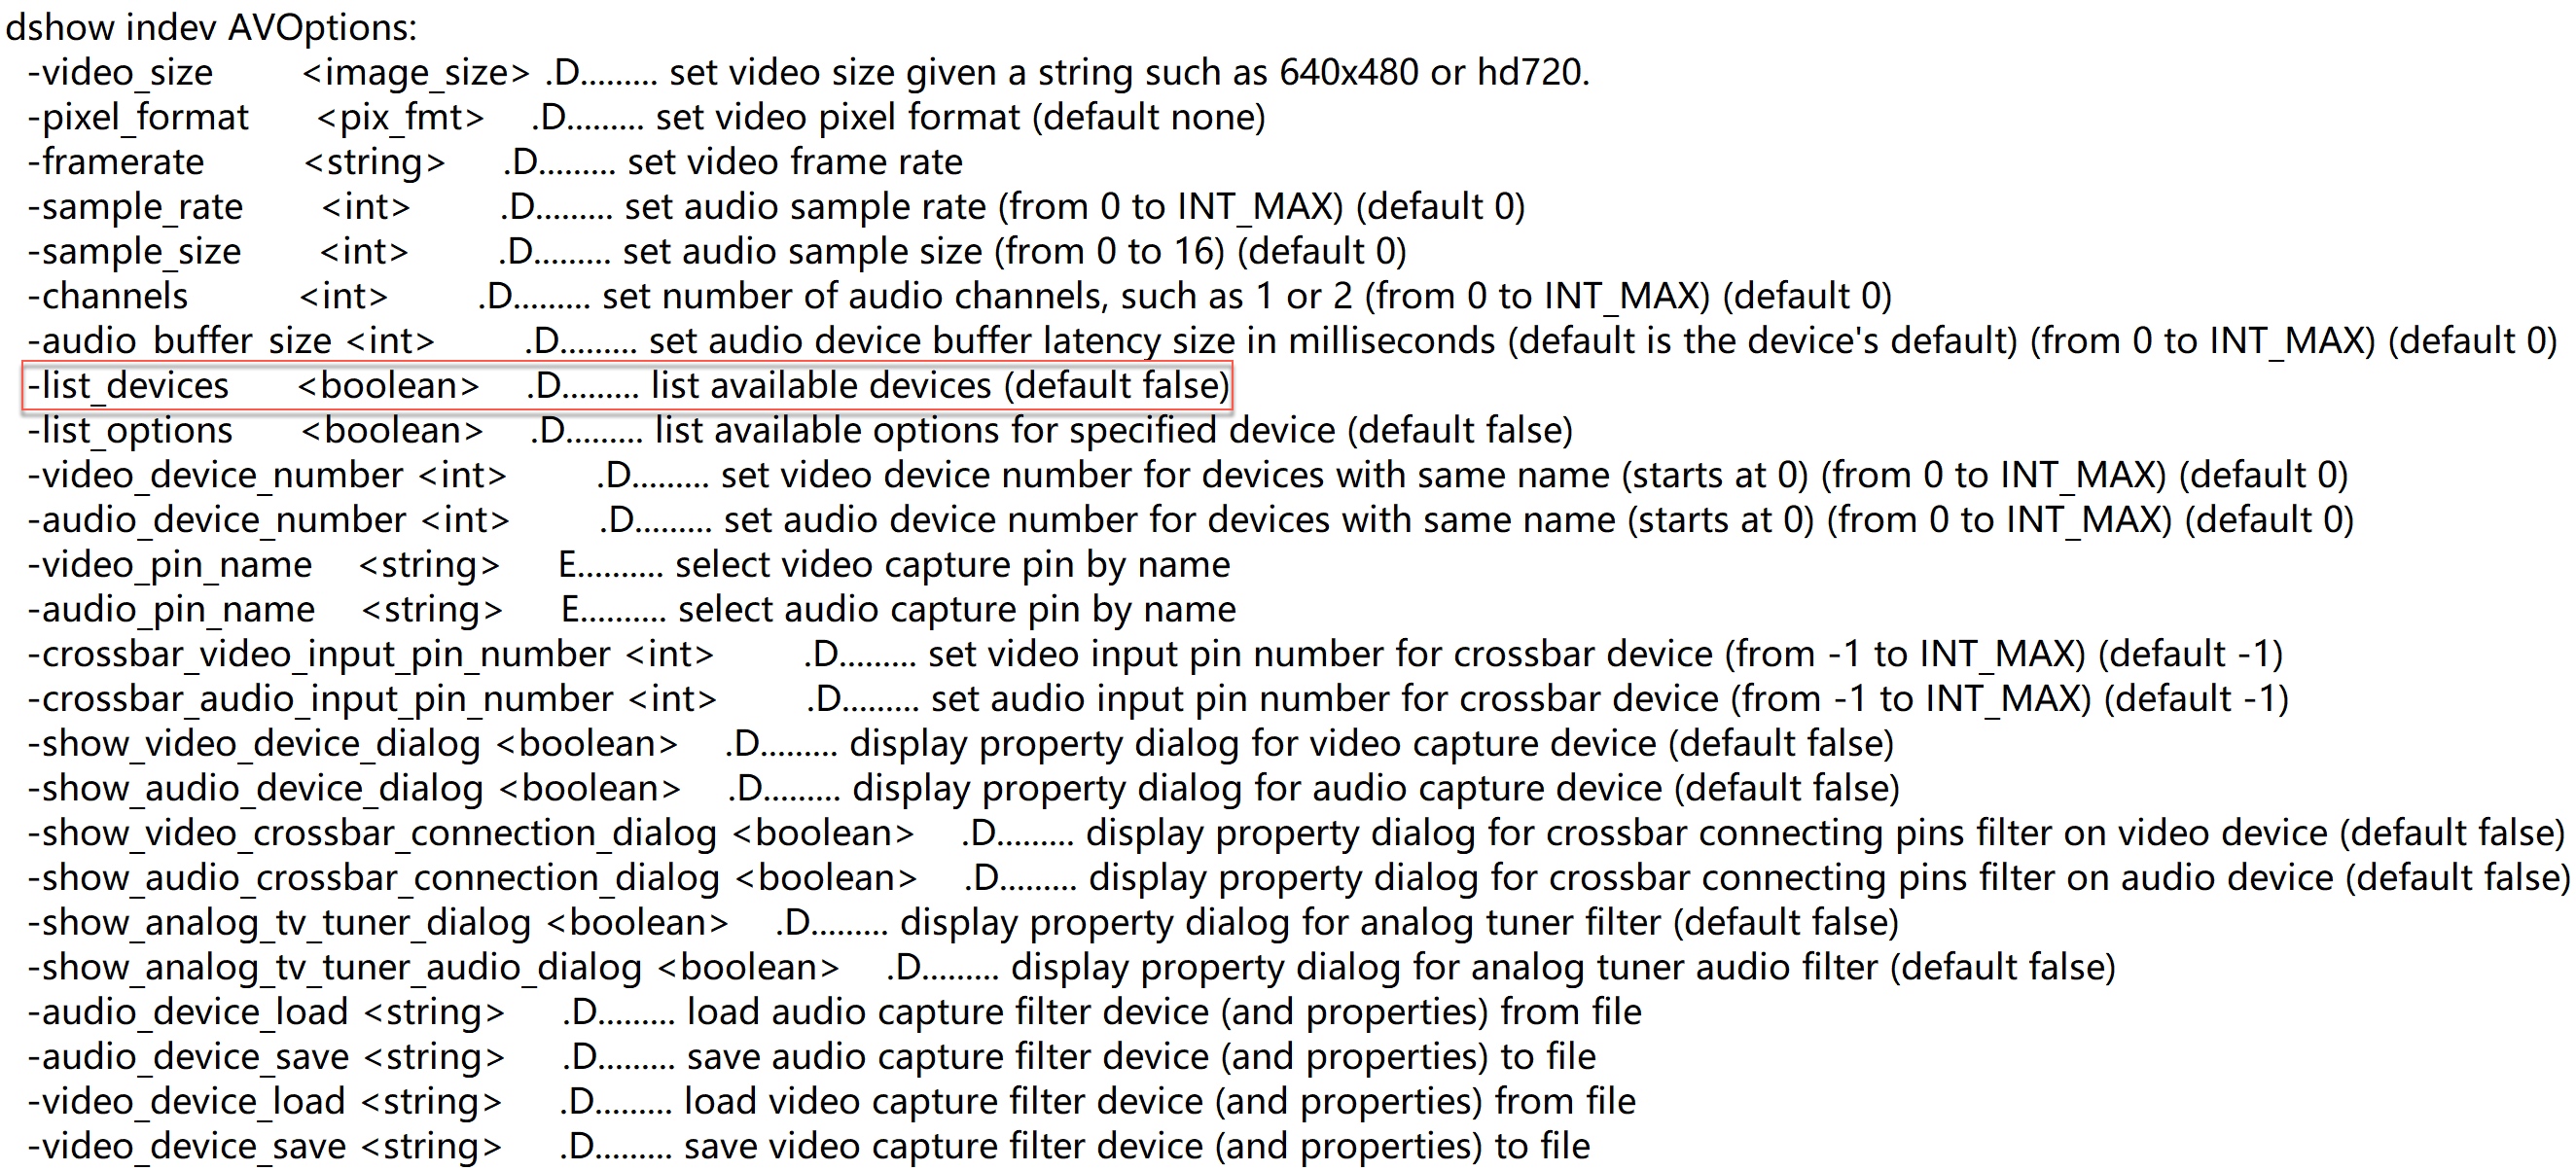 dshow indev AVOptions:
-video_size <image_size> .D......... set video size given a string such as 640x480 or hd720.
-pixel_format <pix_fmt> .D......... set video pixel format (default none)
-framerate <string> .D......... set video frame rate
-sample_rate <int> .D......... set audio sample rate (from 0 to INT_MAX) (default 0)
-sample_size <int> .D......... set audio sample size (from 0 to 16) (default 0)
-channels <int> .D......... set number of audio channels, such as 1 or 2 (from 0 to INT_MAX) (default 0)
-audio_buffer_size <int> .D......... set audio device buffer latency size in milliseconds (default is the device's default) (from 0 to INT_MAX) (default 0)
-list_devices <boolean> .D......... list available devices (default false)
-list_options <boolean> .D......... list available options for specified device (default false)
-video_device_number <int> .D......... set video device number for devices with same name (starts at 0) (from 0 to INT_MAX) (default 0)
-audio_device_number <int> .D......... set audio device number for devices with same name (starts at 0) (from 0 to INT_MAX) (default 0)
-video_pin_name <string> E.......... select video capture pin by name
-audio_pin_name <string> E.......... select audio capture pin by name
-crossbar_video_input_pin_number <int> .D......... set video input pin number for crossbar device (from -1 to INT_MAX) (default -1)
-crossbar_audio_input_pin_number <int> .D......... set audio input pin number for crossbar device (from -1 to INT_MAX) (default -1)
-show_video_device_dialog <boolean> .D......... display property dialog for video capture device (default false)
-show_audio_device_dialog <boolean> .D......... display property dialog for audio capture device (default false)
-show_video_crossbar_connection_dialog <boolean> .D......... display property dialog for crossbar connecting pins filter on video device (default false)
-show_audio_crossbar_connection_dialog <boolean> .D......... display property dialog for crossbar connecting pins filter on audio device (default false)
-show_analog_tv_tuner_dialog <boolean> .D......... display property dialog for analog tuner filter (default false)
-show_analog_tv_tuner_audio_dialog <boolean> .D......... display property dialog for analog tuner audio filter (default false)
-audio_device_load <string> .D......... load audio capture filter device (and properties) from file
-audio_device_save <string> .D......... save audio capture filter device (and properties) to file
-video_device_load <string> .D......... load video capture filter device (and properties) from file
-video_device_save <string> .D......... save video capture filter device (and properties) to file